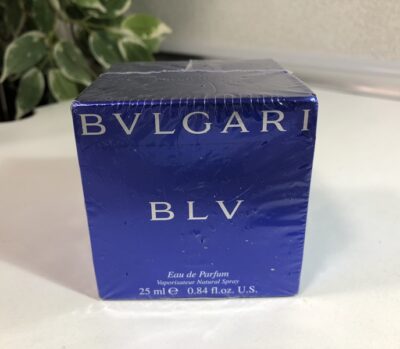 BVLGARI
BLV
Eau de Parfum
Vaporisateur Natural Spray
25 ml ℮ 0.84 fl.oz. U.S.